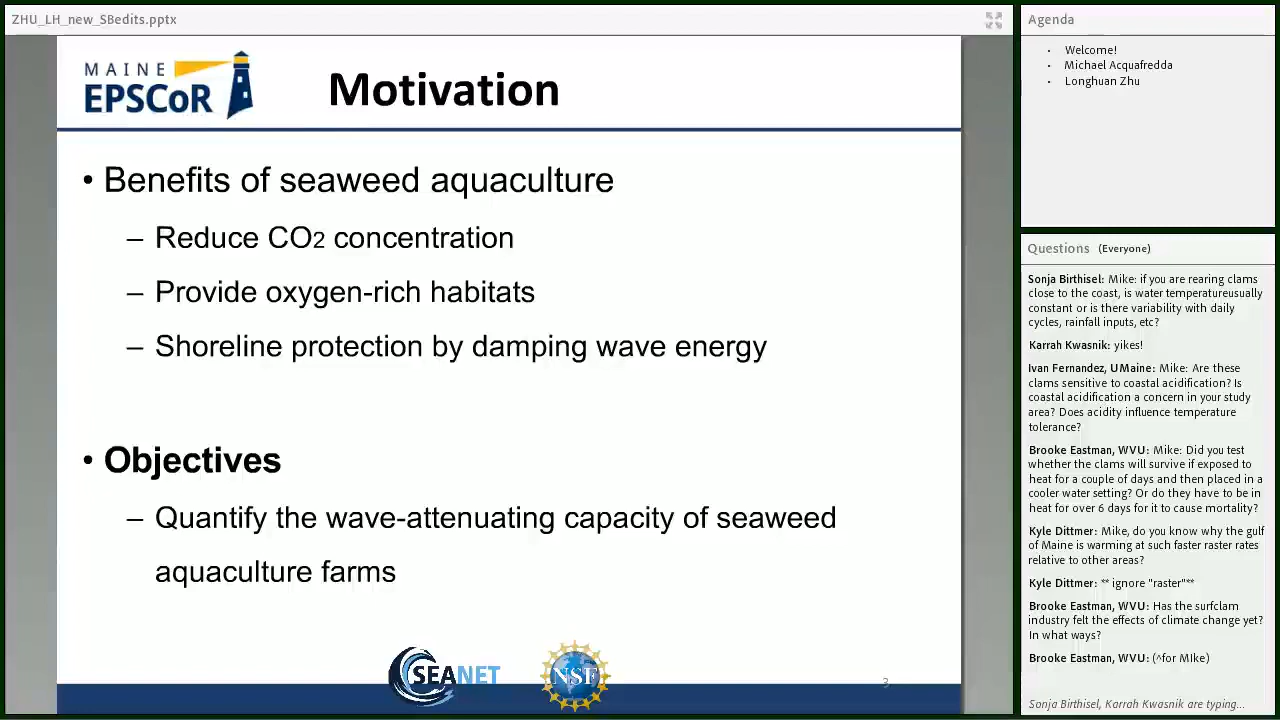 ZHU_LH_new_SBedits.pptx
MAINE
EPSCoR
Motivation
• Benefits of seaweed aquaculture
– Reduce CO2 concentration
– Provide oxygen-rich habitats
– Shoreline protection by damping wave energy
• Objectives
– Quantify the wave-attenuating capacity of seaweed
aquaculture farms
SEANET
NSF
3
Agenda
• Welcome!
• Michael Acquafredda
• Longhuan Zhu
Questions (Everyone)
Sonja Birthisel: Mike: if you are rearing clams
close to the coast, is water temperatureusually
constant or is there variability with daily
cycles, rainfall inputs, etc?
Karrah Kwasnik: yikes!
Ivan Fernandez, UMaine: Mike: Are these
clams sensitive to coastal acidification? Is
coastal acidification a concern in your study
area? Does acidity influence temperature
tolerance?
Brooke Eastman, WVU: Mike: Did you test
whether the clams will survive if exposed to
heat for a couple of days and then placed in a
cooler water setting? Or do they have to be in
heat for over 6 days for it to cause mortality?
Kyle Dittmer: Mike, do you know why the gulf
of Maine is warming at such faster raster rates
relative to other areas?
Kyle Dittmer: ** ignore "raster"**
Brooke Eastman, WVU: Has the surfclam
industry felt the effects of climate change yet?
In what ways?
Brooke Eastman, WVU: (^for MIke)
Sonja Birthisel, Karrah Kwasnik are typing...